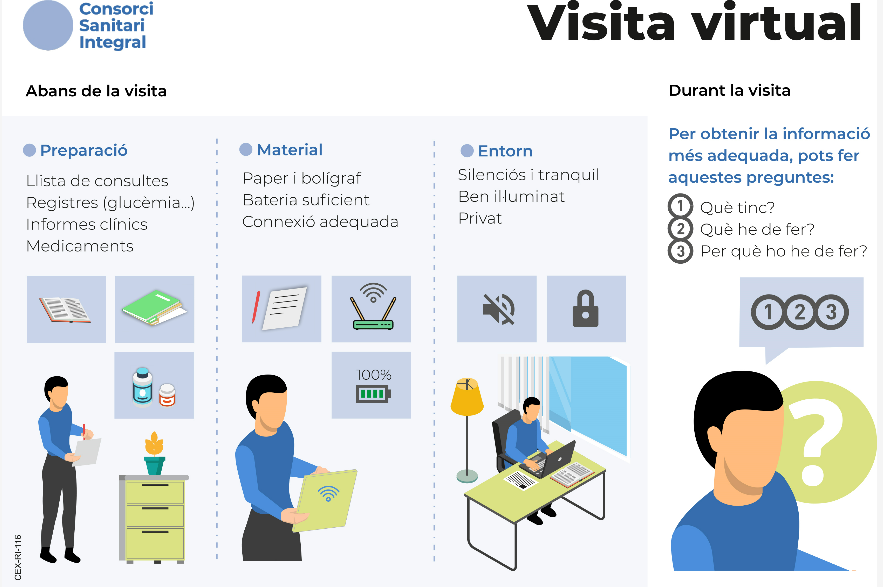 Consorci
Sanitari
Integral
Visita virtual
Abans de la visita
Preparació
Llista de consultes
Registres (glucèmia...)
Informes clínics
Medicaments
Material
Paper i bolígraf
Bateria suficient
Connexió adequada
100%
Entorn
Silenciós i tranquil
Ben il·luminat
Privat
Durant la visita
Per obtenir la informació
més adequada, pots fer
aquestes preguntes:
1 Què tinc?
2 Què he de fer?
3 Per què ho he de fer?
1 2 3
?
CEX-RI-116